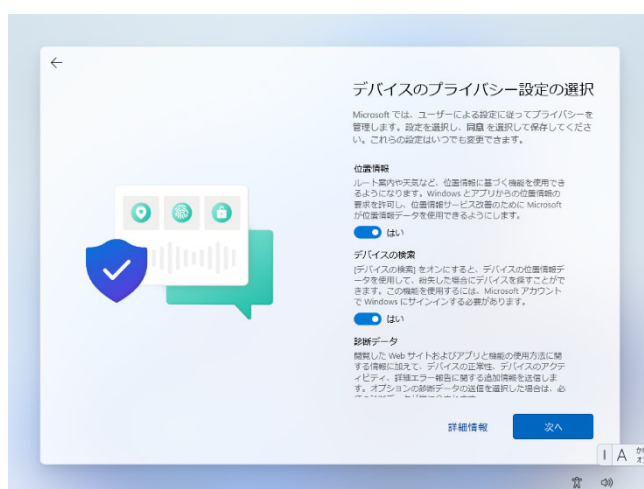 デバイスのプライバシー設定の選択
Microsoft では、ユーザーによる設定に従ってプライバシーを
管理します。設定を選択し、同意 を選択して保存してくださ
い。これらの設定はいつでも変更できます。
位置情報
ルート案内や天気など、位置情報に基づく機能を使用でき
るようになります。Windows とアプリからの位置情報の
要求を許可し、位置情報サービス改善のために Microsoft
が位置情報データを使用できるようにします。
はい
デバイスの検索
[デバイスの検索] をオンにすると、デバイスの位置情報デ
ータを使用して、紛失した場合にデバイスを探すことがで
きます。この機能を使用するには、Microsoft アカウント
で Windows にサインインする必要があります。
はい
診断データ
閲覧した Web サイトおよびアプリと機能の使用方法に関
する情報に加えて、デバイスの正常性、デバイスのアクテ
ィビティ、詳細エラー報告に関する追加情報を送信しま
す。オプションの診断データの送信を選択した場合は、必
詳細情報
次へ
A